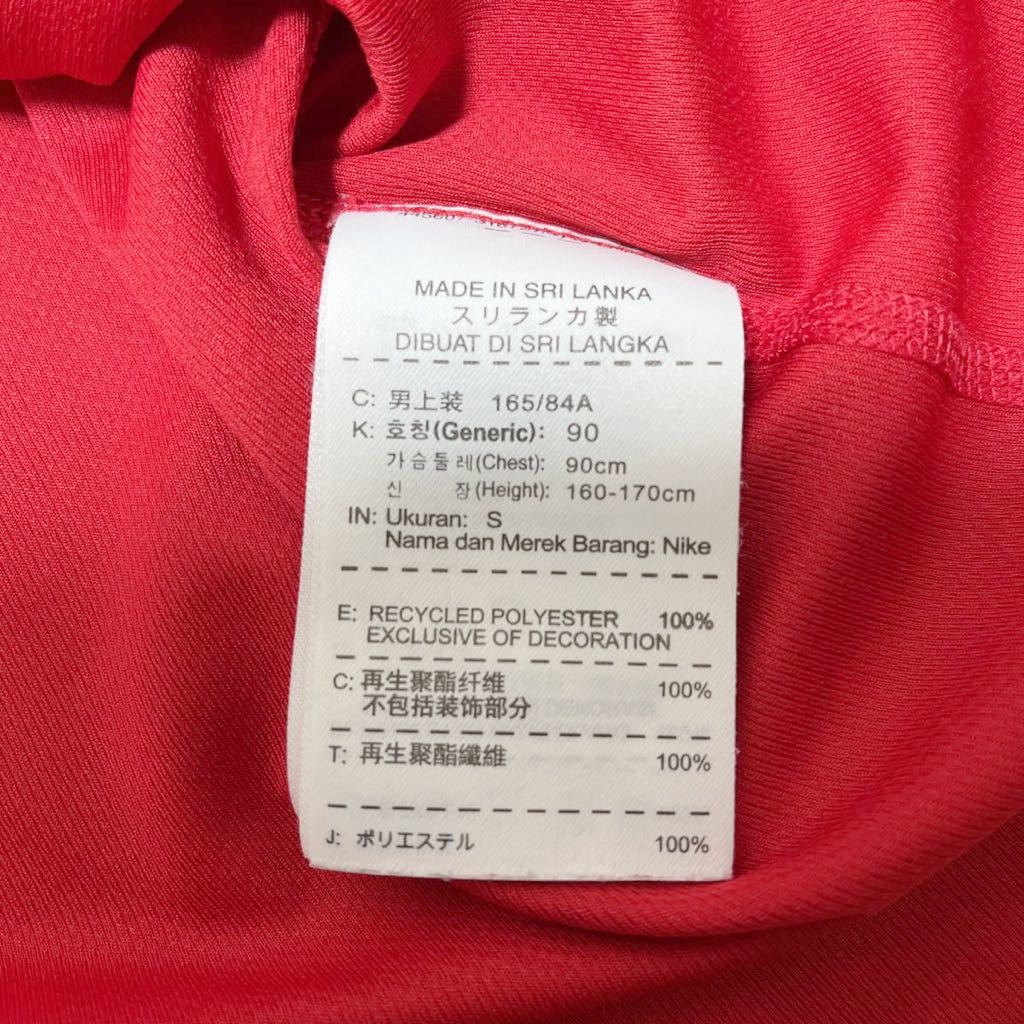 MADE IN SRI LANKA
スリランカ製
DIBUAT DI SRI LANGKA
C: 男上装 165/84A
K: 호칭(Generic): 90
가슴둘레(Chest): 90cm
신 장(Height): 160-170cm
IN: Ukuran: S
Nama dan Merek Barang: Nike
E: RECYCLED POLYESTER 100%
EXCLUSIVE OF DECORATION
C: 再生聚酯纤维 100%
不包括装饰部分
T: 再生聚酯纖維 100%
J: ポリエステル 100%